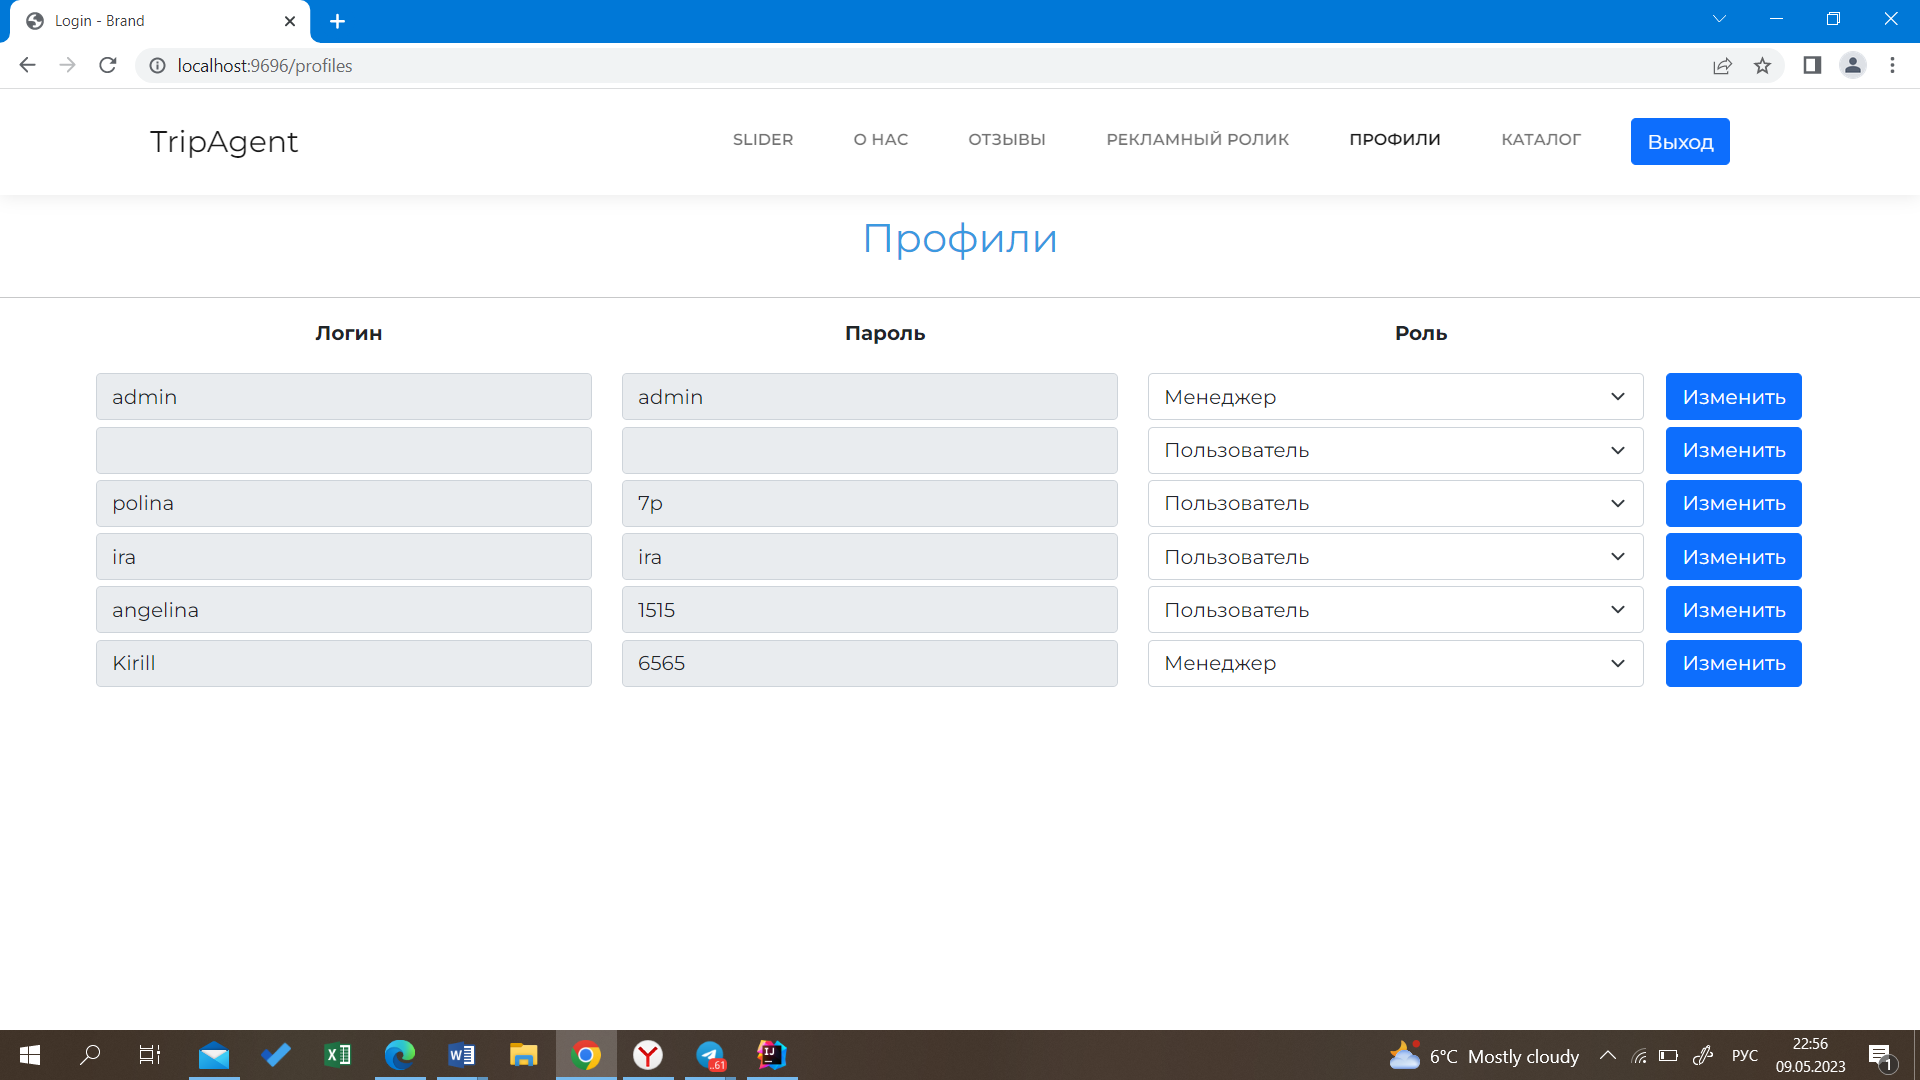 Login - Brand
localhost:9696/profiles
TripAgent
SLIDER
О НАС
ОТЗЫВЫ
РЕКЛАМНЫЙ РОЛИК
ПРОФИЛИ
КАТАЛОГ
Выход
Профили
Логин Пароль Роль
admin admin Менеджер Изменить
Пользователь Изменить
polina 7p Пользователь Изменить
ira ira Пользователь Изменить
angelina 1515 Пользователь Изменить
Kirill 6565 Менеджер Изменить
6°C Mostly cloudy
РУС
22:56
09.05.2023
1
..61